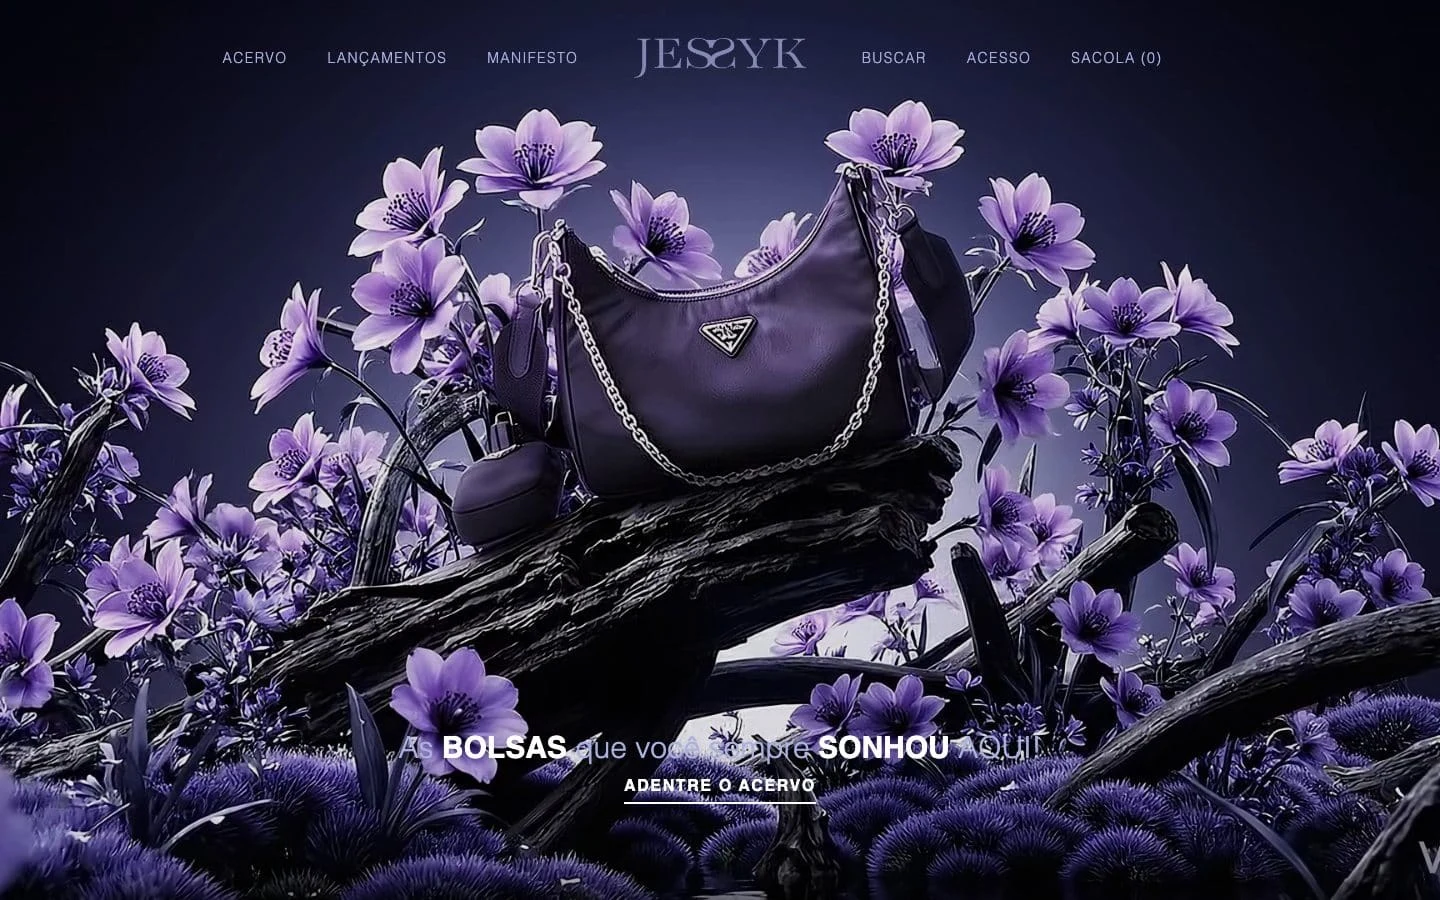 ACERVO LANÇAMENTOS MANIFESTO JESSYK BUSCAR ACESSO SACOLA (0)
As BOLSAS que você sempre SONHOU AQUI!
ADENTRE O ACERVO